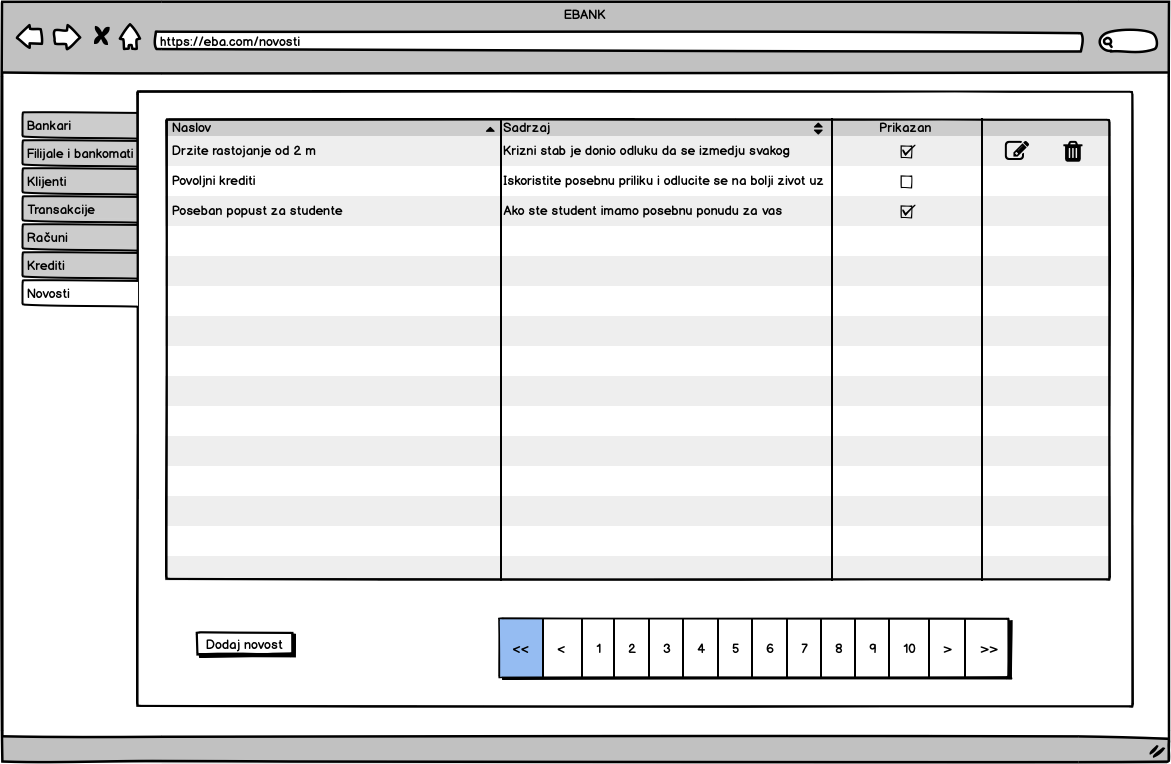 EBANK
https://eba.com/novosti
Bankari
Filijale i bankomati
Klijenti
Transakcije
Računi
Krediti
Novosti
Naslov Sadrzaj Prikazan
Drzite rastojanje od 2 m Krizni stab je donio odluku da se izmedju svakog
Povoljni krediti Iskoristite posebnu priliku i odlucite se na bolji zivot uz
Poseban popust za studente Ako ste student imamo posebnu ponudu za vas
Dodaj novost
<< < 1 2 3 4 5 6 7 8 9 10 > >>